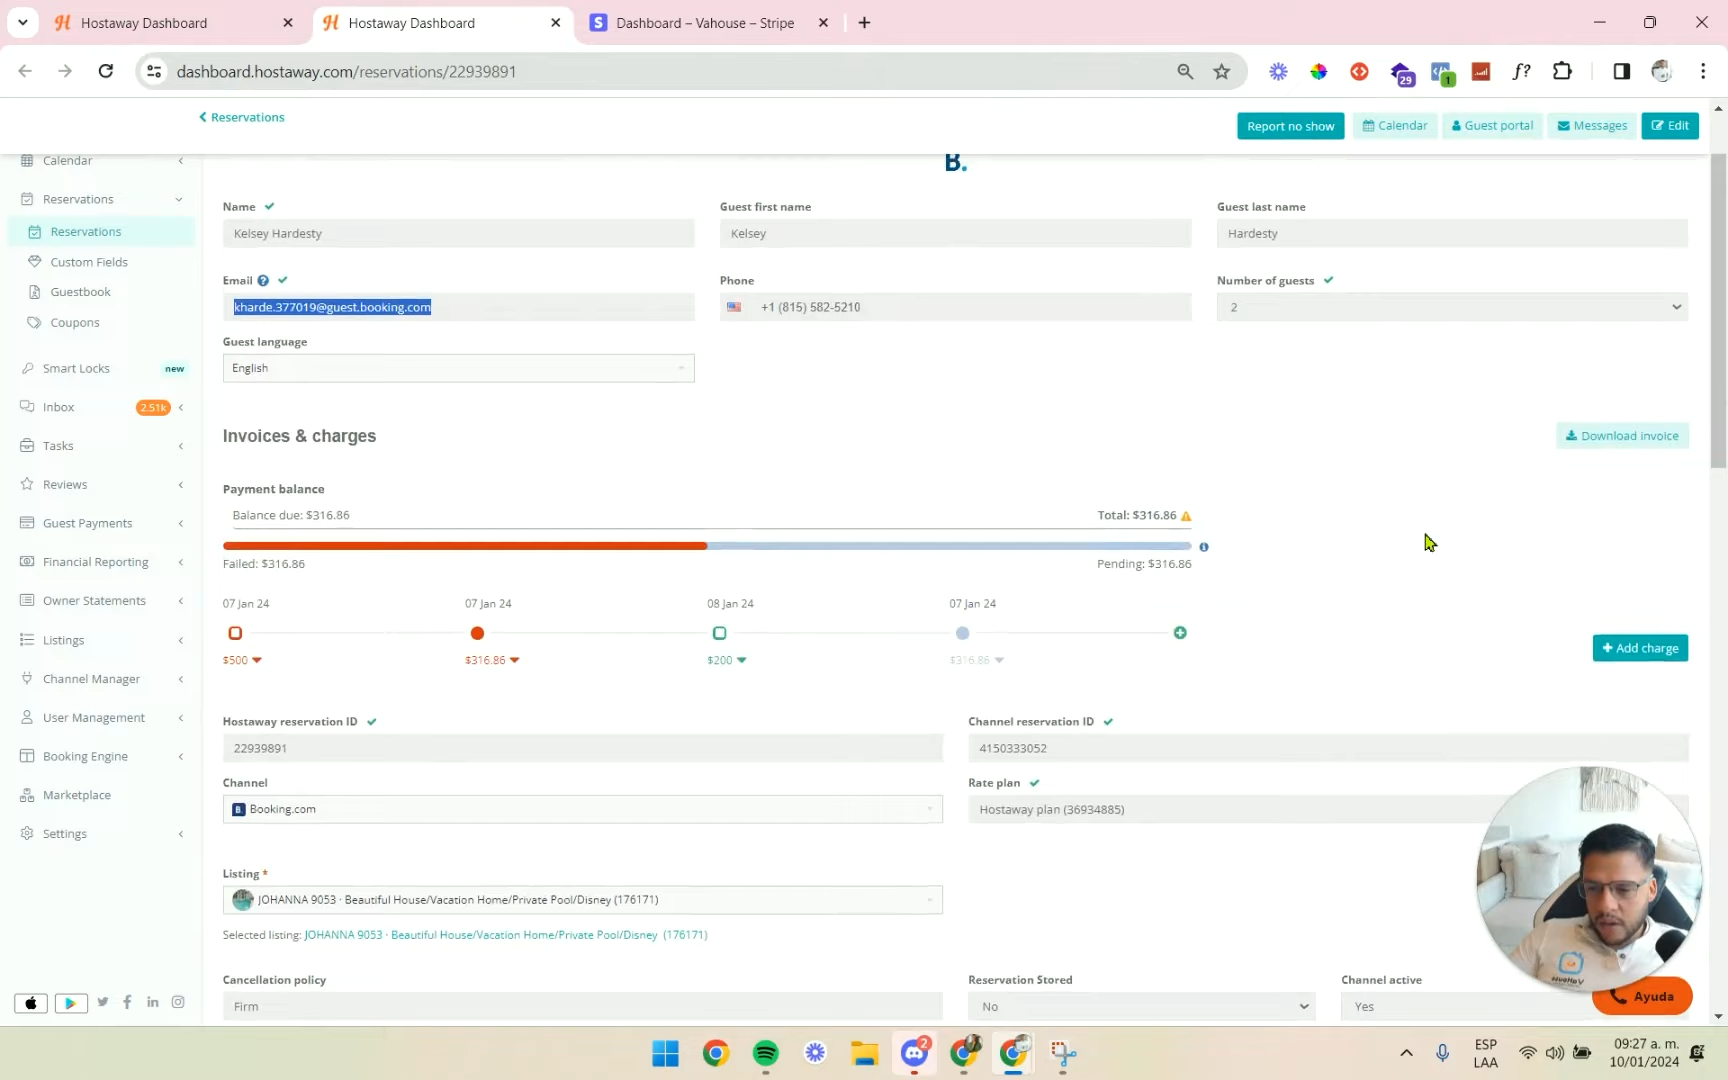 Hostaway Dashboard
Hostaway Dashboard
Dashboard – Vahouse – Stripe
dashboard.hostaway.com/reservations/22939891
29
1
f?
Reservations
Report no show
Calendar
Guest portal
Messages
Edit
B.
Calendar
Reservations
Reservations
Custom Fields
Guestbook
Coupons
Smart Locks new
Inbox 2.51k
Tasks
Reviews
Guest Payments
Financial Reporting
Owner Statements
Listings
Channel Manager
User Management
Booking Engine
Marketplace
Settings
Name
Kelsey Hardesty
Guest first name
Kelsey
Guest last name
Hardesty
Email
kharde.377019@guest.booking.com
Phone
+1 (815) 582-5210
Number of guests
2
Guest language
English
Invoices & charges
Download invoice
Payment balance
Balance due: $316.86
Total: $316.86
Failed: $316.86
Pending: $316.86
07 Jan 24
07 Jan 24
08 Jan 24
07 Jan 24
$500
$316.86
$200
$316.86
+ Add charge
Hostaway reservation ID
22939891
Channel reservation ID
4150333052
Channel
Booking.com
Rate plan
Hostaway plan (36934885)
Listing *
JOHANNA 9053 · Beautiful House/Vacation Home/Private Pool/Disney (176171)
Selected listing: JOHANNA 9053 · Beautiful House/Vacation Home/Private Pool/Disney (176171)
Cancellation policy
Firm
Reservation Stored
No
Channel active
Yes
Ayuda
2
ESP
LAA
09:27 a. m.
10/01/2024